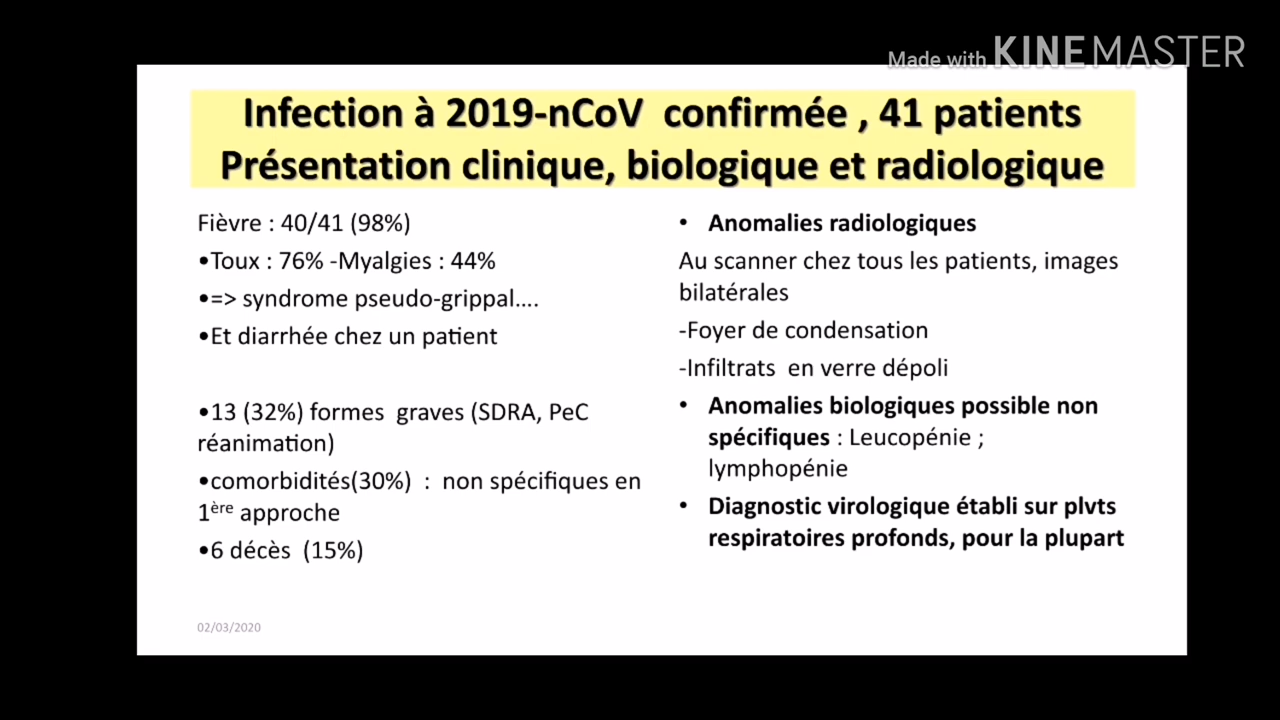 Made with KINEMASTER
Infection à 2019-nCoV confirmée , 41 patients
Présentation clinique, biologique et radiologique
Fièvre : 40/41 (98%)
•Toux : 76% -Myalgies : 44%
•=> syndrome pseudo-grippal....
•Et diarrhée chez un patient
•13 (32%) formes graves (SDRA, PeC
réanimation)
•comorbidités(30%) : non spécifiques en
1ère approche
•6 décès (15%)
• Anomalies radiologiques
Au scanner chez tous les patients, images
bilatérales
-Foyer de condensation
-Infiltrats en verre dépoli
• Anomalies biologiques possible non
spécifiques : Leucopénie ;
lymphopénie
• Diagnostic virologique établi sur plvts
respiratoires profonds, pour la plupart
02/03/2020